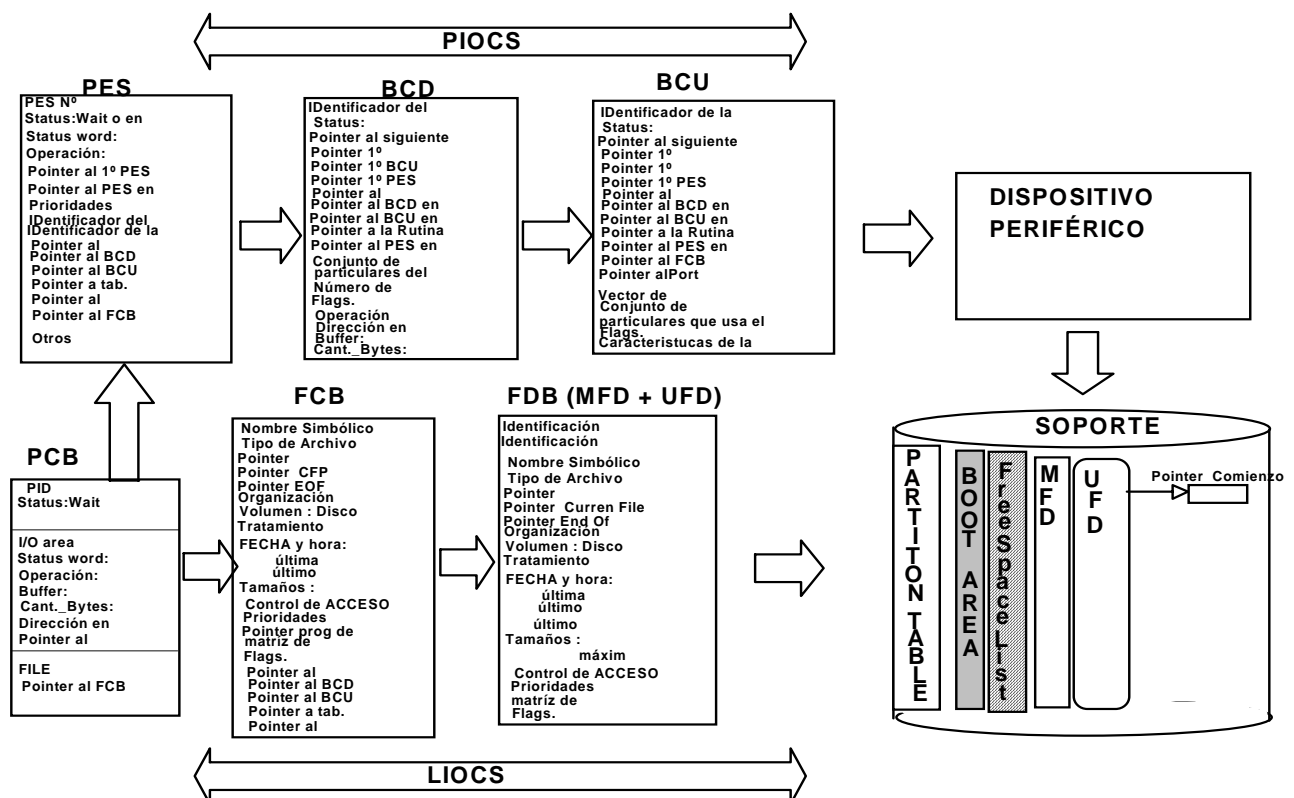 PIOCS
PES
PES Nº
Status:Wait o en
Status word:
Operación:
Pointer al 1º PES
Pointer al PES en
Prioridades
IDentificador del
IDentificador de la
Pointer al
Pointer al BCD
Pointer al BCU
Pointer a tab.
Pointer al
Pointer al FCB
Otros
BCD
IDentificador del
Status:
Pointer al siguiente
Pointer 1º
Pointer 1º BCU
Pointer 1º PES
Pointer al
Pointer al BCD en
Pointer al BCU en
Pointer a la Rutina
Pointer al PES en
Conjunto de
particulares del
Número de
Flags.
Operación
Dirección en
Buffer:
Cant._Bytes:
BCU
IDentificador de la
Status:
Pointer al siguiente
Pointer 1º
Pointer 1º
Pointer 1º PES
Pointer al
Pointer al BCD en
Pointer al BCU en
Pointer a la Rutina
Pointer al PES en
Pointer al FCB
Pointer alPort
Vector de
Conjunto de
particulares que usa el
Flags.
Caracteristucas de la
DISPOSITIVO
PERIFÉRICO
PCB
PID
Status:Wait
I/O area
Status word:
Operación:
Buffer:
Cant._Bytes:
Dirección en
Pointer al
FILE
Pointer al FCB
FCB
Nombre Simbólico
Tipo de Archivo
Pointer
Pointer CFP
Pointer EOF
Organización
Volumen : Disco
Tratamiento
FECHA y hora:
última
último
Tamaños :
Control de ACCESO
Prioridades
Pointer prog de
matríz de
Flags.
Pointer al
Pointer al BCD
Pointer al BCU
Pointer a tab.
Pointer al
FDB (MFD + UFD)
Identificación
Identificación
Nombre Simbólico
Tipo de Archivo
Pointer
Pointer Curren File
Pointer End Of
Organización
Volumen : Disco
Tratamiento
FECHA y hora:
última
último
último
Tamaños :
máxim
Control de ACCESO
Prioridades
matríz de
Flags.
SOPORTE
PARTITON TABLE
BOOT AREA
FreeSpaceList
MFD
UFD
Pointer Comienzo
LIOCS